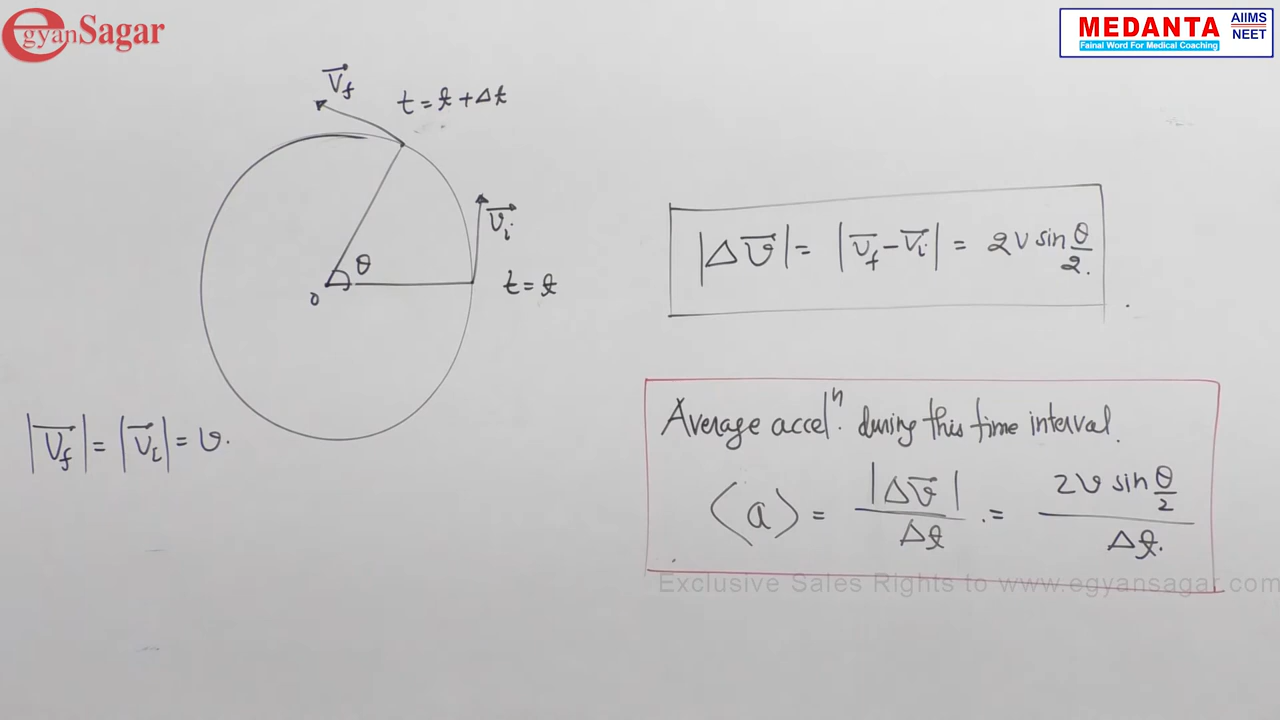 egyanSagar
MEDANTA AIIMS NEET
Fainal Word For Medical Coaching
V⃗f
t = t + Δt
V⃗i
θ
t = t
o
|Δv⃗| = |v⃗f − v⃗i| = 2v sin θ/2.
|V⃗f| = |V⃗i| = v.
Average accelⁿ. during this time interval.
⟨a⟩ = |Δv⃗| / Δt = 2v sin θ/2 / Δt.
Exclusive Sales Rights to www.egyansagar.com